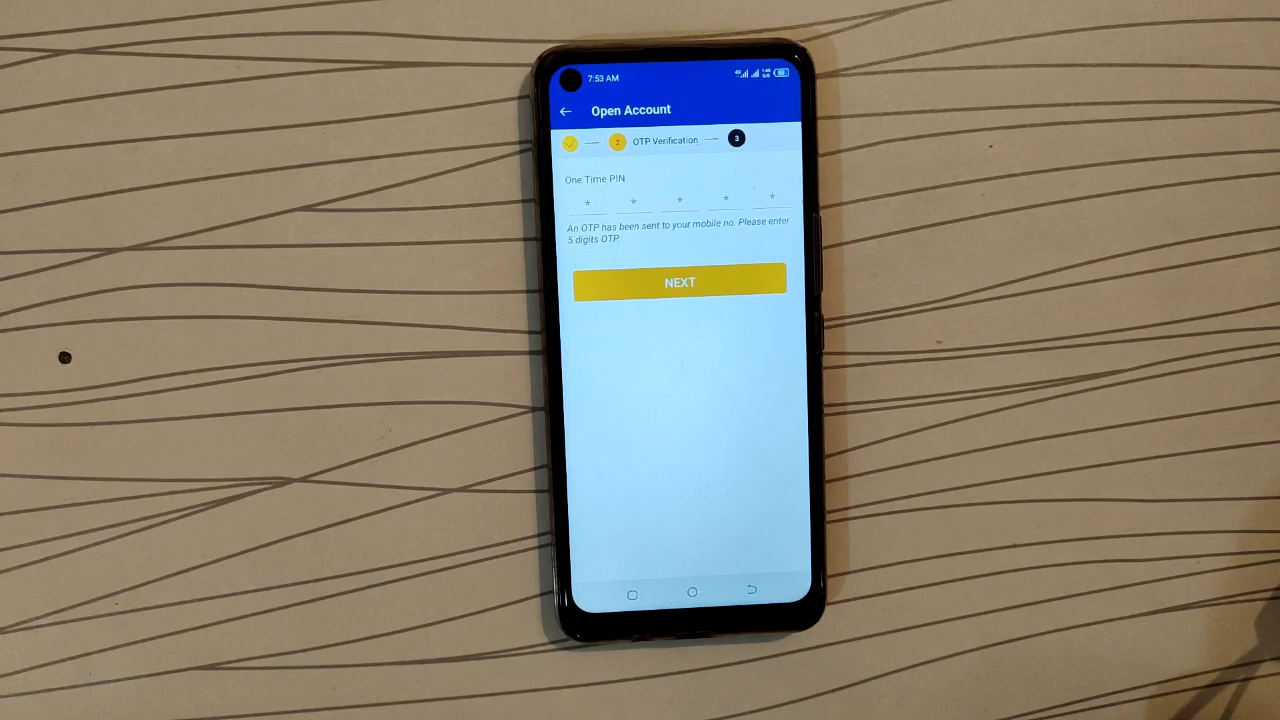 7:53 AM
Open Account
2 OTP Verification 3
One Time PIN
* * * * *
An OTP has been sent to your mobile no. Please enter
5 digits OTP.
NEXT